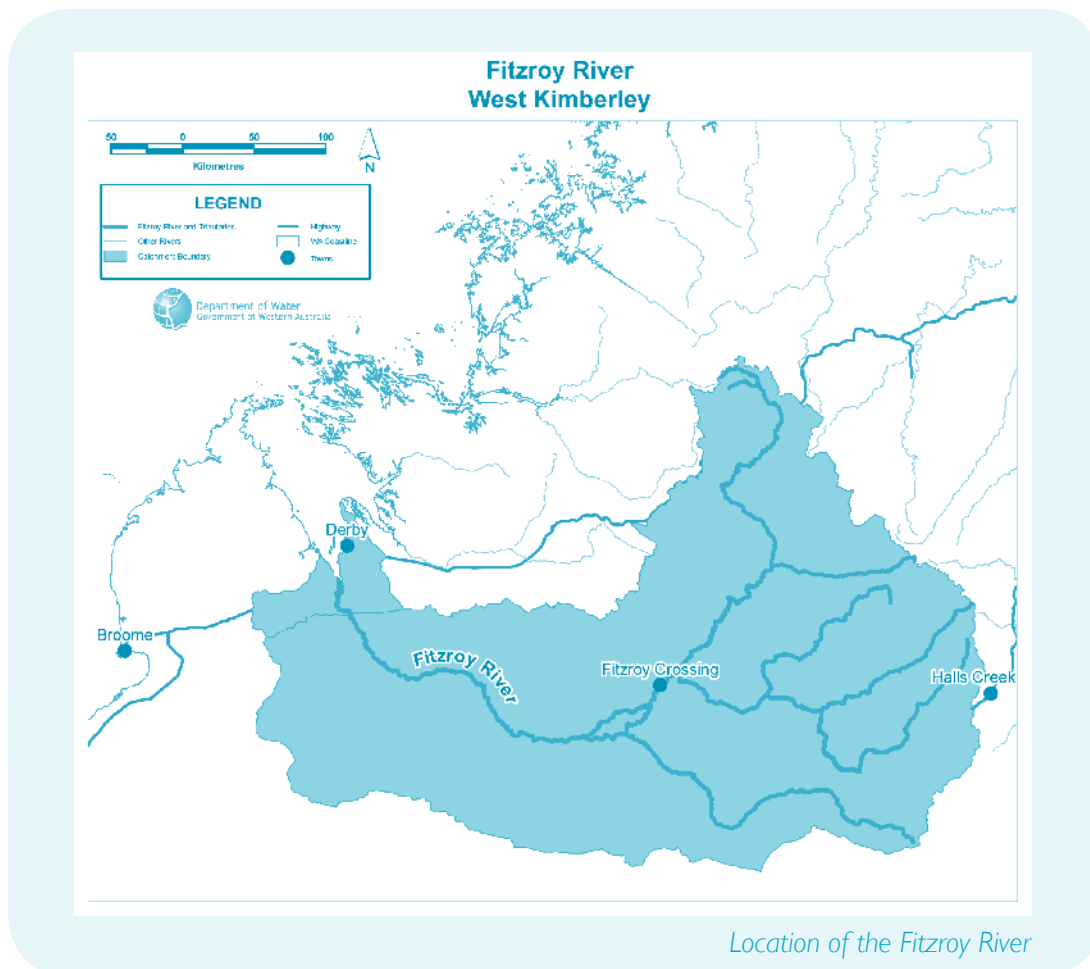 Fitzroy River
West Kimberley
50 0 50 100
Kilometres
N
LEGEND
Fitzroy River and Tributaries
Highway
Other Rivers
WA Coastline
Catchment Boundary
Towns
Department of Water
Government of Western Australia
Derby
Broome
Fitzroy River
Fitzroy Crossing
Halls Creek
Location of the Fitzroy River